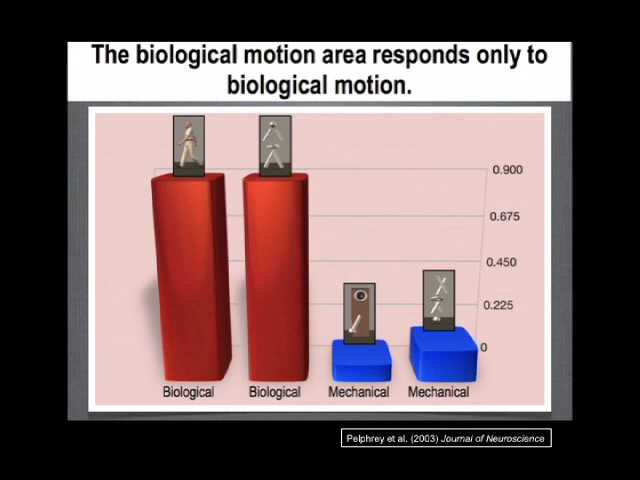 The biological motion area responds only to
biological motion.
0.900
0.675
0.450
0.225
0
Biological
Biological
Mechanical
Mechanical
Pelphrey et al. (2003) Journal of Neuroscience